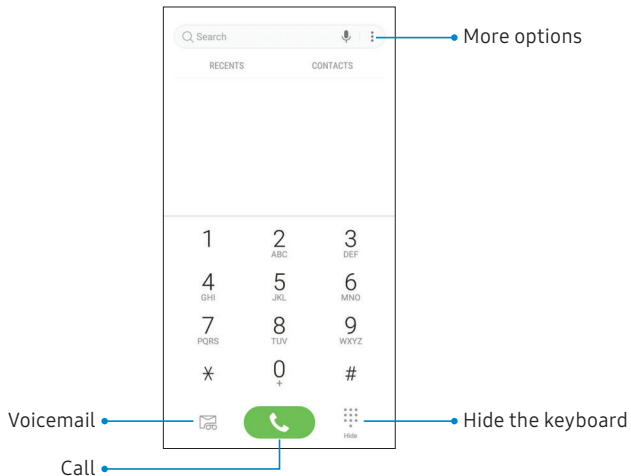 Search
More options
RECENTS CONTACTS
1 2 3
ABC DEF
4 5 6
GHI JKL MNO
7 8 9
PQRS TUV WXYZ
* 0 #
+
Voicemail
Hide
Hide the keyboard
Call